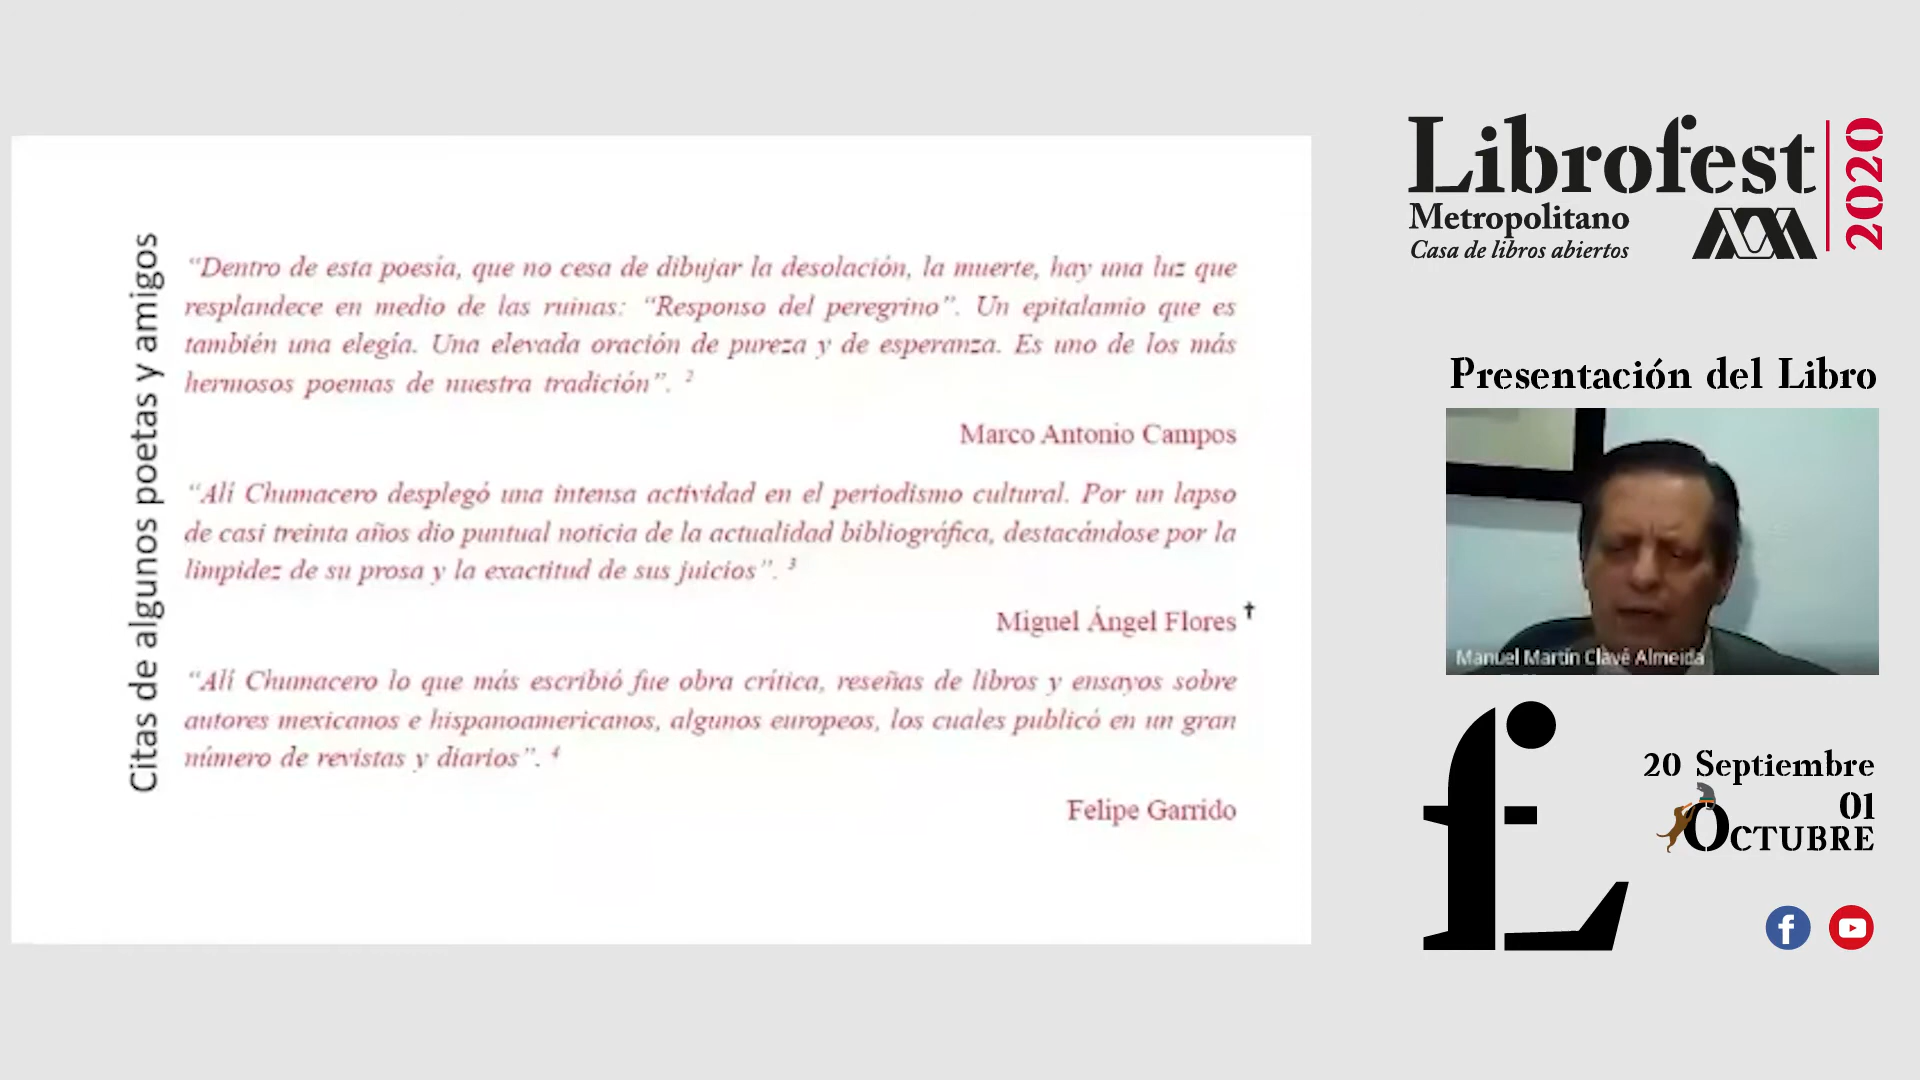 Citas de algunos poetas y amigos
“Dentro de esta poesía, que no cesa de dibujar la desolación, la muerte, hay una luz que
resplandece en medio de las ruinas: “Responso del peregrino”. Un epitalamio que es
también una elegía. Una elevada oración de pureza y de esperanza. Es uno de los más
hermosos poemas de nuestra tradición”. 2
Marco Antonio Campos
“Alí Chumacero desplegó una intensa actividad en el periodismo cultural. Por un lapso
de casi treinta años dio puntual noticia de la actualidad bibliográfica, destacándose por la
limpidez de su prosa y la exactitud de sus juicios”. 3
Miguel Ángel Flores †
“Alí Chumacero lo que más escribió fue obra crítica, reseñas de libros y ensayos sobre
autores mexicanos e hispanoamericanos, algunos europeos, los cuales publicó en un gran
número de revistas y diarios”. 4
Felipe Garrido
Librofest
Metropolitano
Casa de libros abiertos
2020
Presentación del Libro
Manuel Martín Clavé Almeida
fL
20 Septiembre
01
Octubre